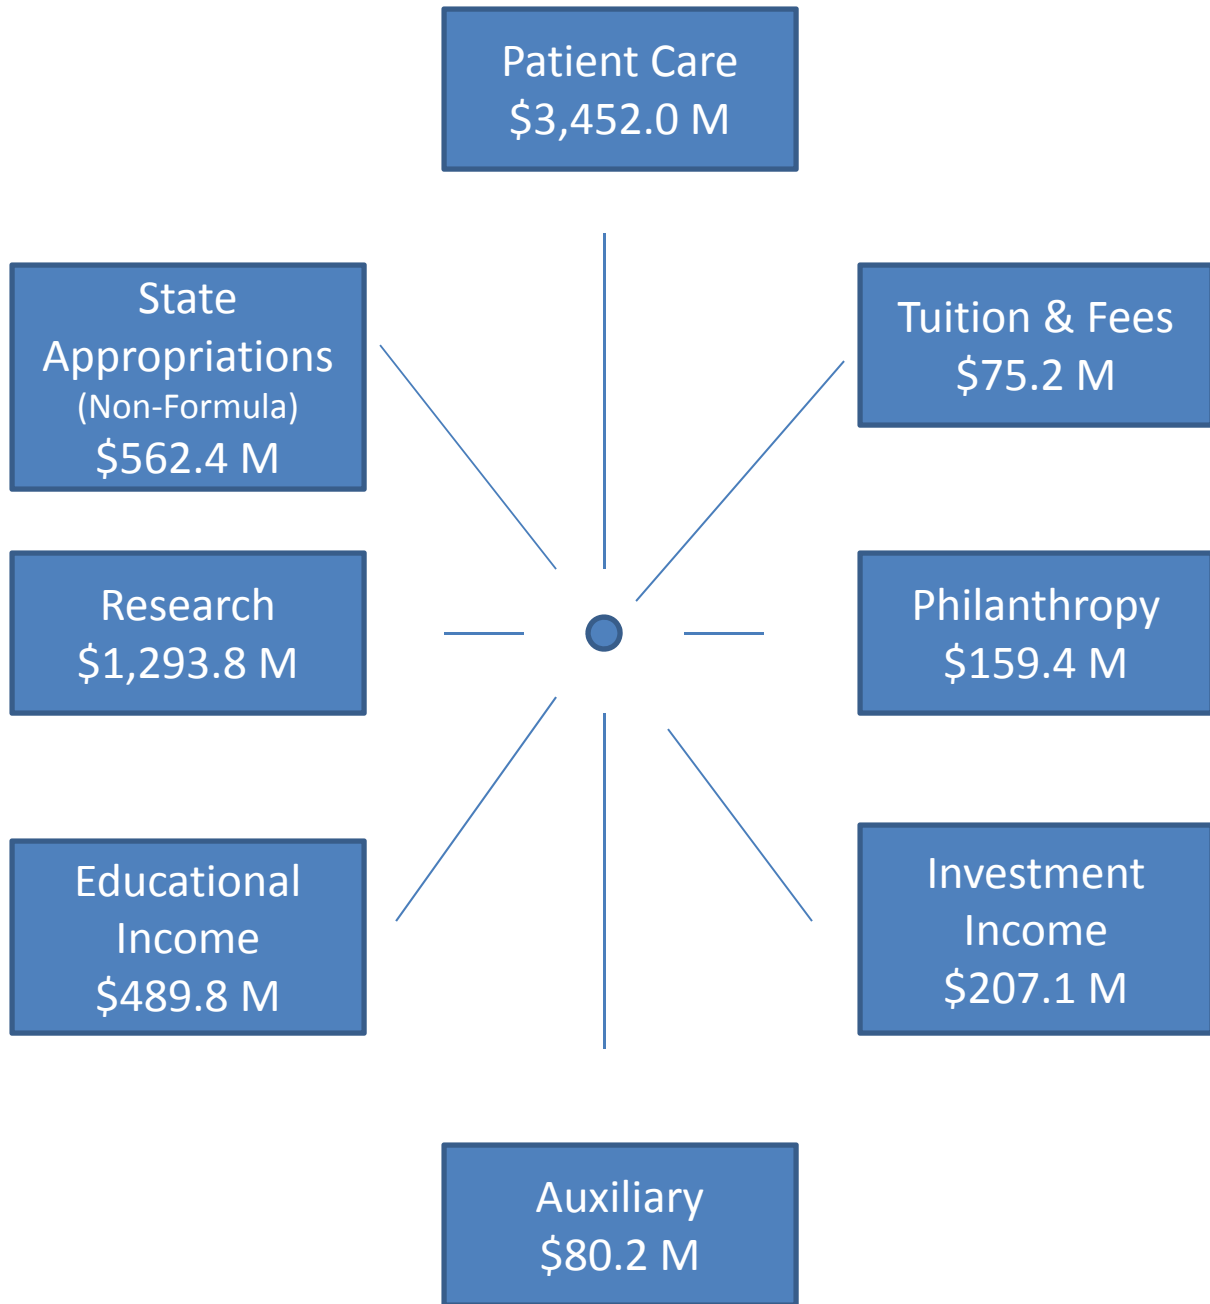 Patient Care
$3,452.0 M
State
Appropriations
(Non-Formula)
$562.4 M
Tuition & Fees
$75.2 M
Research
$1,293.8 M
Philanthropy
$159.4 M
Educational
Income
$489.8 M
Investment
Income
$207.1 M
Auxiliary
$80.2 M